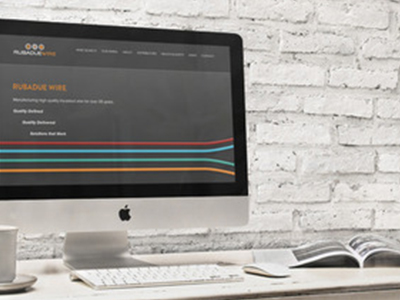 RUBADUE WIRE
RUBADUE WIRE
Manufacturing high quality insulated wire for over 30 years.
Quality Defined
Quality Delivered
Solutions that Work